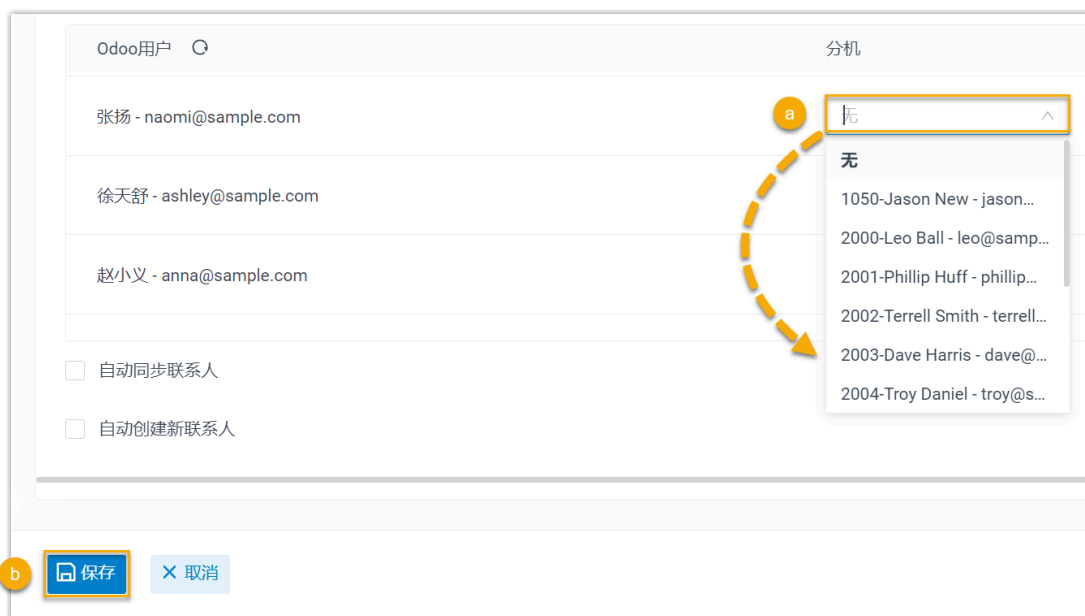 Odoo用户 分机
张扬 - naomi@sample.com
a
无
无
1050-Jason New - jason...
徐天舒 - ashley@sample.com
2000-Leo Ball - leo@samp...
2001-Phillip Huff - phillip...
赵小义 - anna@sample.com
2002-Terrell Smith - terrell...
2003-Dave Harris - dave@...
自动同步联系人
2004-Troy Daniel - troy@s...
自动创建新联系人
b 保存 取消